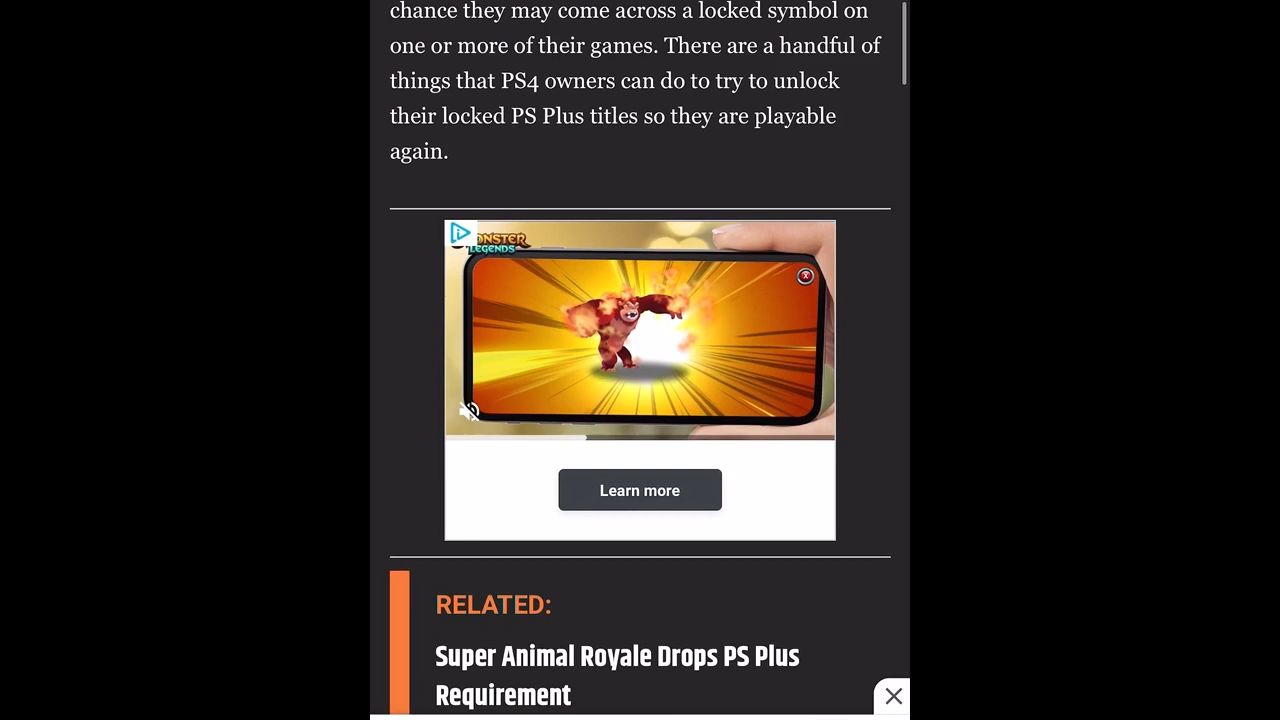 chance they may come across a locked symbol on
one or more of their games. There are a handful of
things that PS4 owners can do to try to unlock
their locked PS Plus titles so they are playable
again.
MONSTER
LEGENDS
Learn more
RELATED:
Super Animal Royale Drops PS Plus
Requirement